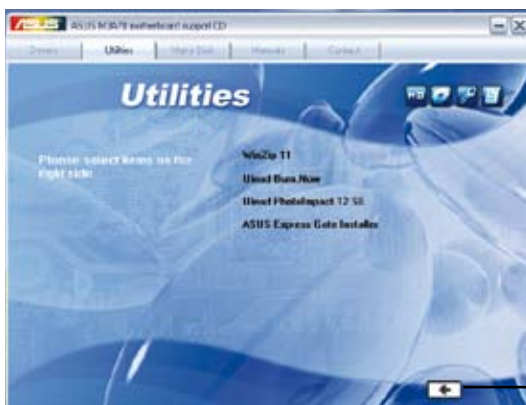 ASUS M3A78 motherboard support CD
Drivers
Utilities
Make Disk
Manuals
Contact
Utilities
Please select items on the
right side
WinZip 11
Ulead Burn.Now
Ulead PhotoImpact 12 SE
ASUS Express Gate Installer